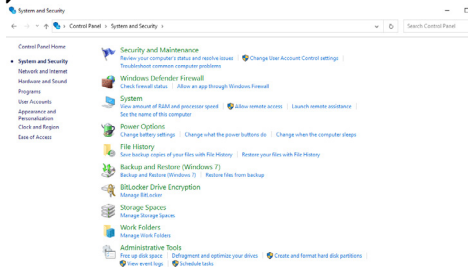 System and Security
Control Panel > System and Security >
Search Control Panel
Control Panel Home
System and Security
Network and Internet
Hardware and Sound
Programs
User Accounts
Appearance and
Personalization
Clock and Region
Ease of Access
Security and Maintenance
Review your computer's status and resolve issues | Change User Account Control settings |
Troubleshoot common computer problems
Windows Defender Firewall
Check firewall status | Allow an app through Windows Firewall
System
View amount of RAM and processor speed | Allow remote access | Launch remote assistance |
See the name of this computer
Power Options
Change battery settings | Change what the power buttons do | Change when the computer sleeps
File History
Save backup copies of your files with File History | Restore your files with File History
Backup and Restore (Windows 7)
Backup and Restore (Windows 7) | Restore files from backup
BitLocker Drive Encryption
Manage BitLocker
Storage Spaces
Manage Storage Spaces
Work Folders
Manage Work Folders
Administrative Tools
Free up disk space | Defragment and optimize your drives | Create and format hard disk partitions |
View event logs | Schedule tasks